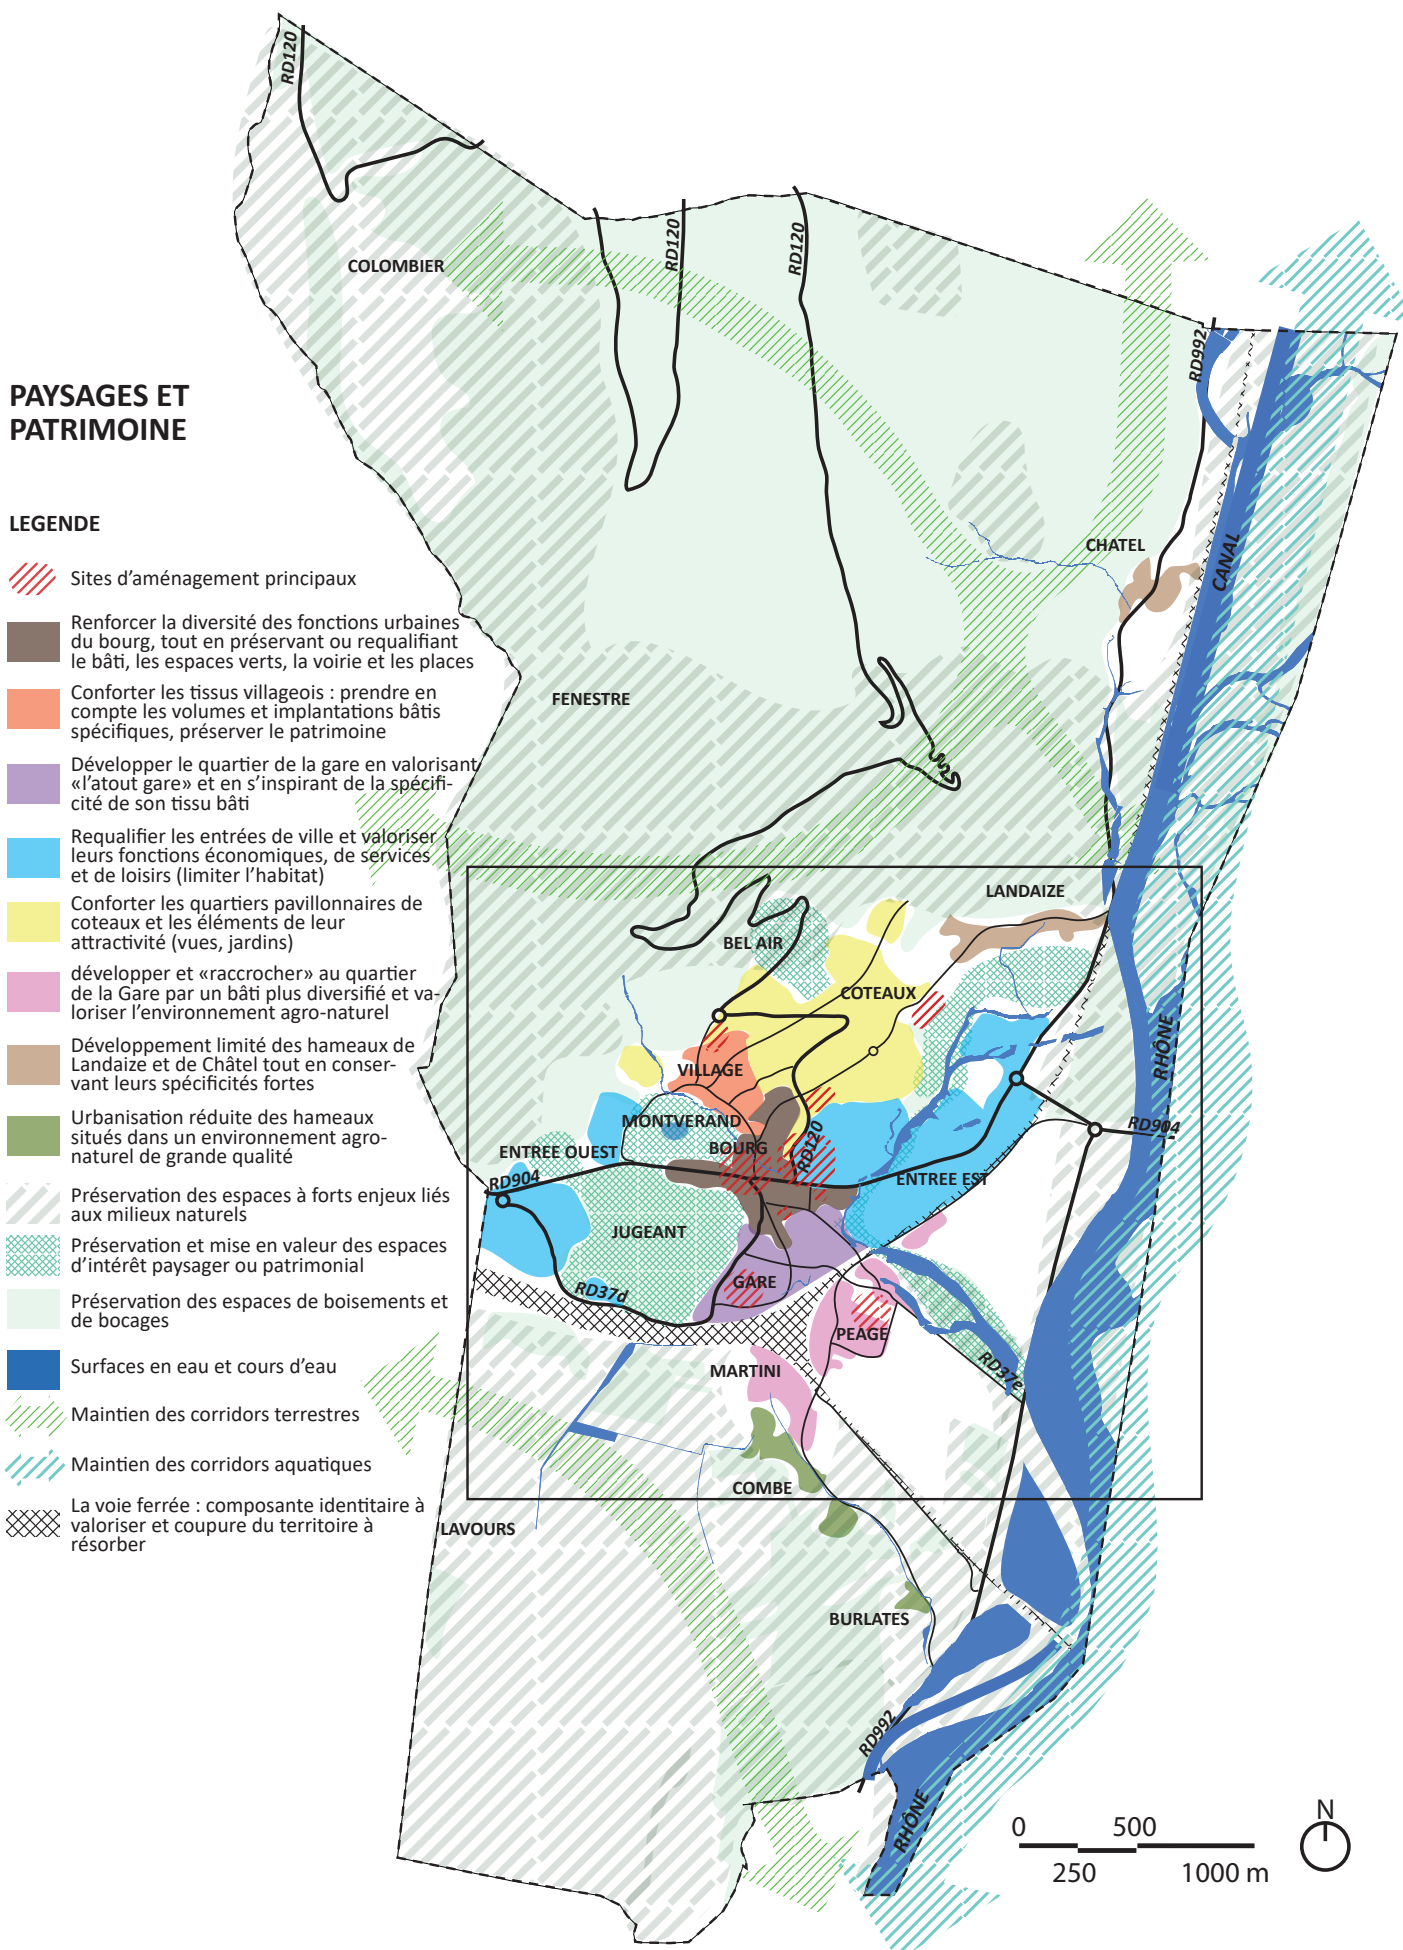 PAYSAGES ET
PATRIMOINE
LEGENDE
Sites d'aménagement principaux
Renforcer la diversité des fonctions urbaines
du bourg, tout en préservant ou requalifiant
le bâti, les espaces verts, la voirie et les places
Conforter les tissus villageois : prendre en
compte les volumes et implantations bâtis
spécifiques, préserver le patrimoine
Développer le quartier de la gare en valorisant
«l'atout gare» et en s'inspirant de la spécifi-
cité de son tissu bâti
Requalifier les entrées de ville et valoriser
leurs fonctions économiques, de services
et de loisirs (limiter l'habitat)
Conforter les quartiers pavillonnaires de
coteaux et les éléments de leur
attractivité (vues, jardins)
développer et «raccrocher» au quartier
de la Gare par un bâti plus diversifié et va-
loriser l'environnement agro-naturel
Développement limité des hameaux de
Landaize et de Châtel tout en conser-
vant leurs spécificités fortes
Urbanisation réduite des hameaux
situés dans un environnement agro-
naturel de grande qualité
Préservation des espaces à forts enjeux liés
aux milieux naturels
Préservation et mise en valeur des espaces
d'intérêt paysager ou patrimonial
Préservation des espaces de boisements et
de bocages
Surfaces en eau et cours d'eau
Maintien des corridors terrestres
Maintien des corridors aquatiques
La voie ferrée : composante identitaire à
valoriser et coupure du territoire à
résorber
RD120
RD120
RD120
COLOMBIER
RD992
CHATEL
CANAL
FENESTRE
LANDAIZE
BEL AIR
COTEAUX
VILLAGE
RHÔNE
MONTVERAND
RD904
BOURG
RD120
ENTREE OUEST
RD904
ENTREE EST
JUGEANT
GARE
RD37d
PEAGE
MARTINI
RD37e
COMBE
LAVOURS
BURLATES
RD992
RHÔNE
0
500
250
1000 m
N